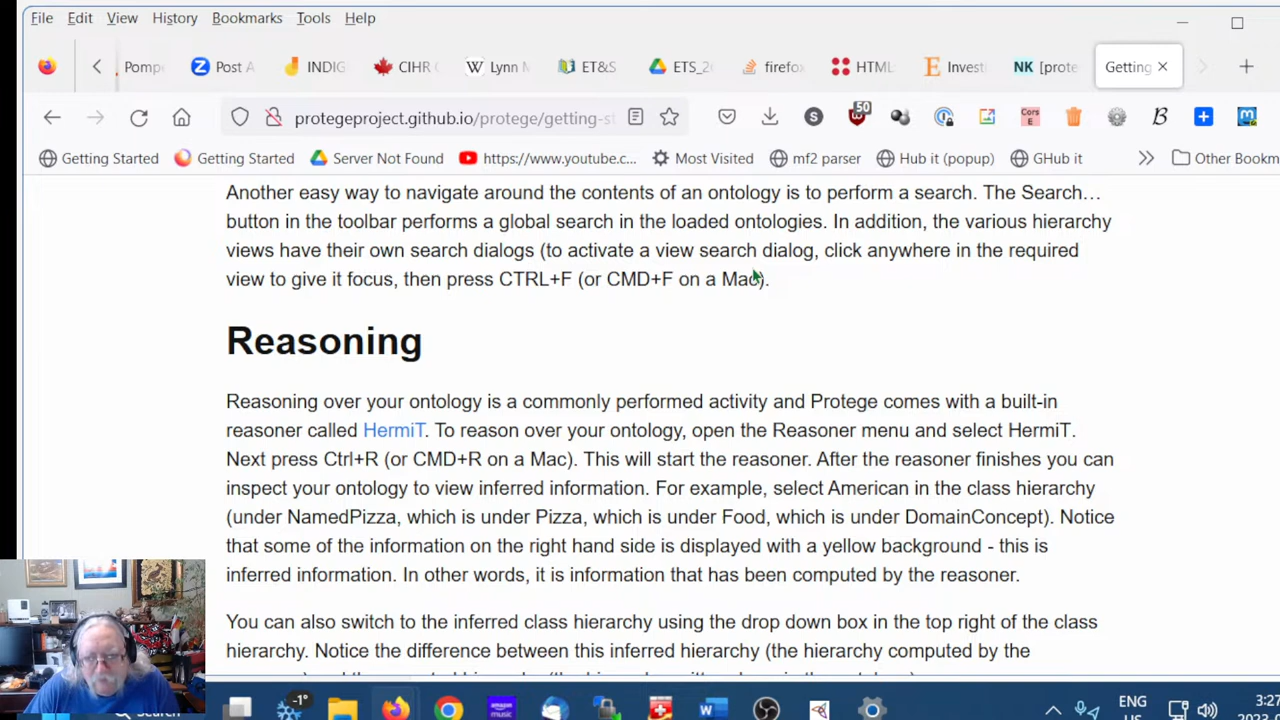 File Edit View History Bookmarks Tools Help
Pomp Post A INDIG CIHR Lynn M ET&S ETS_2 firefo HTML Investi NK [prote Getting
protegeproject.github.io/protege/getting-s 50 S Cors E B
Getting Started Getting Started Server Not Found https://www.youtube.c... Most Visited mf2 parser Hub it (popup) GHub it Other Bookm
Another easy way to navigate around the contents of an ontology is to perform a search. The Search…
button in the toolbar performs a global search in the loaded ontologies. In addition, the various hierarchy
views have their own search dialogs (to activate a view search dialog, click anywhere in the required
view to give it focus, then press CTRL+F (or CMD+F on a Mac).
Reasoning
Reasoning over your ontology is a commonly performed activity and Protege comes with a built-in
reasoner called HermiT. To reason over your ontology, open the Reasoner menu and select HermiT.
Next press Ctrl+R (or CMD+R on a Mac). This will start the reasoner. After the reasoner finishes you can
inspect your ontology to view inferred information. For example, select American in the class hierarchy
(under NamedPizza, which is under Pizza, which is under Food, which is under DomainConcept). Notice
that some of the information on the right hand side is displayed with a yellow background - this is
inferred information. In other words, it is information that has been computed by the reasoner.
You can also switch to the inferred class hierarchy using the drop down box in the top right of the class
hierarchy. Notice the difference between this inferred hierarchy (the hierarchy computed by the
Search -1° amazon music ENG 3:27
US